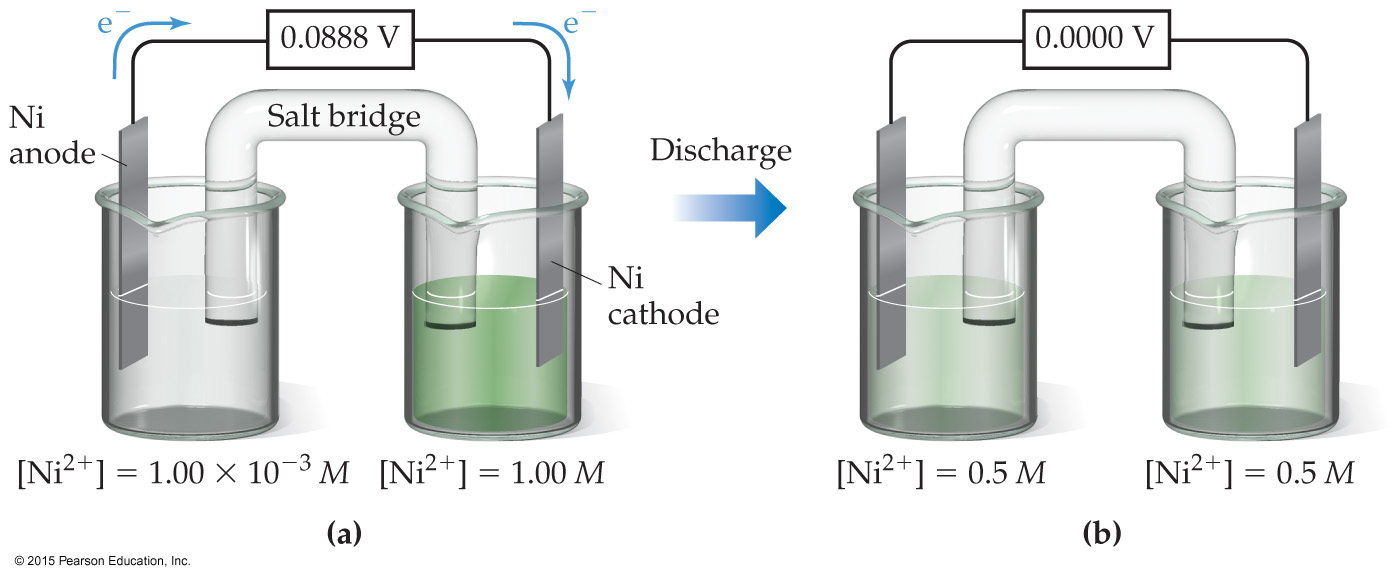 e⁻
0.0888 V
e⁻
Ni
anode
Salt bridge
Ni
cathode
[Ni²⁺] = 1.00 × 10⁻³ M
[Ni²⁺] = 1.00 M
(a)
Discharge
0.0000 V
[Ni²⁺] = 0.5 M
[Ni²⁺] = 0.5 M
(b)
© 2015 Pearson Education, Inc.